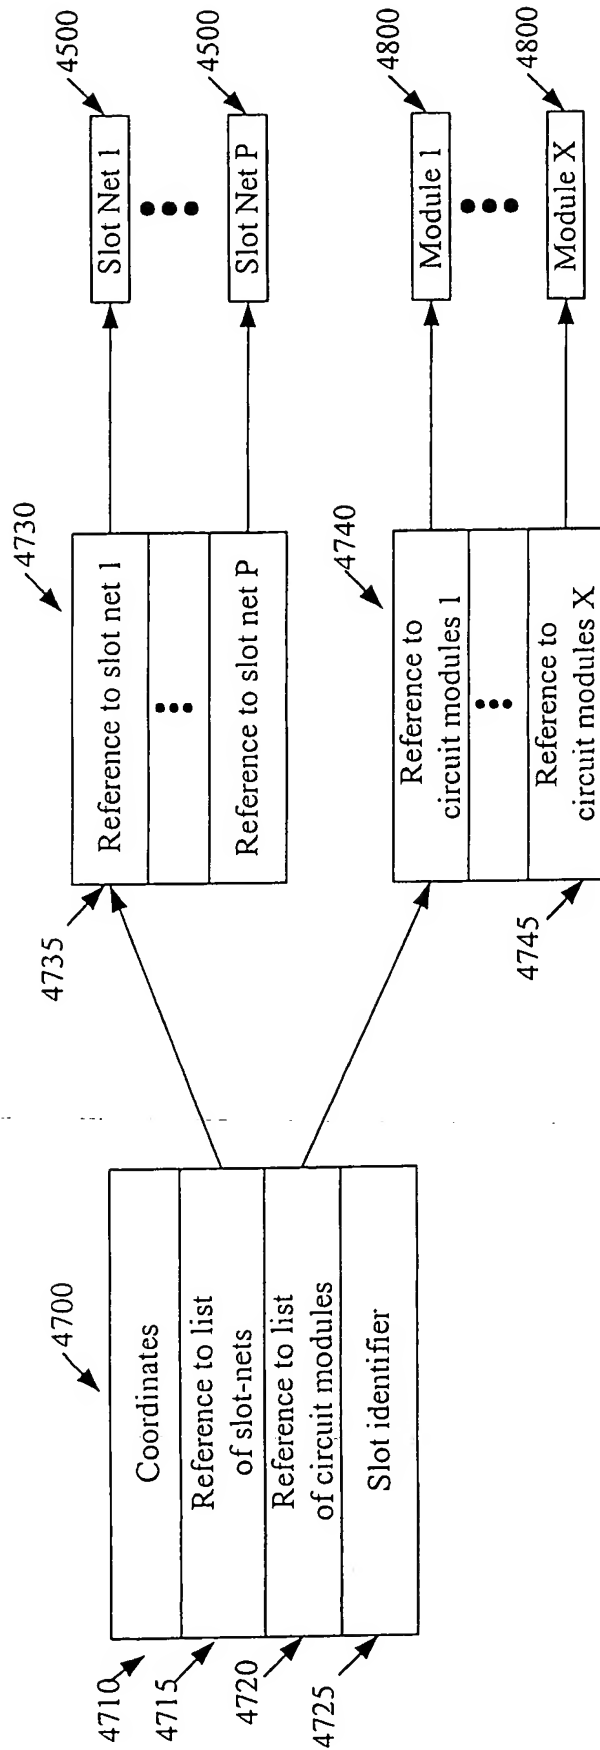 4700
4710
Coordinates
4715
Reference to list
of slot-nets
4720
Reference to list
of circuit modules
4725
Slot identifier
4730
4735
Reference to slot net 1
Reference to slot net P
4740
Reference to
circuit modules 1
4745
Reference to
circuit modules X
4500
Slot Net 1
4500
Slot Net P
4800
Module 1
4800
Module X